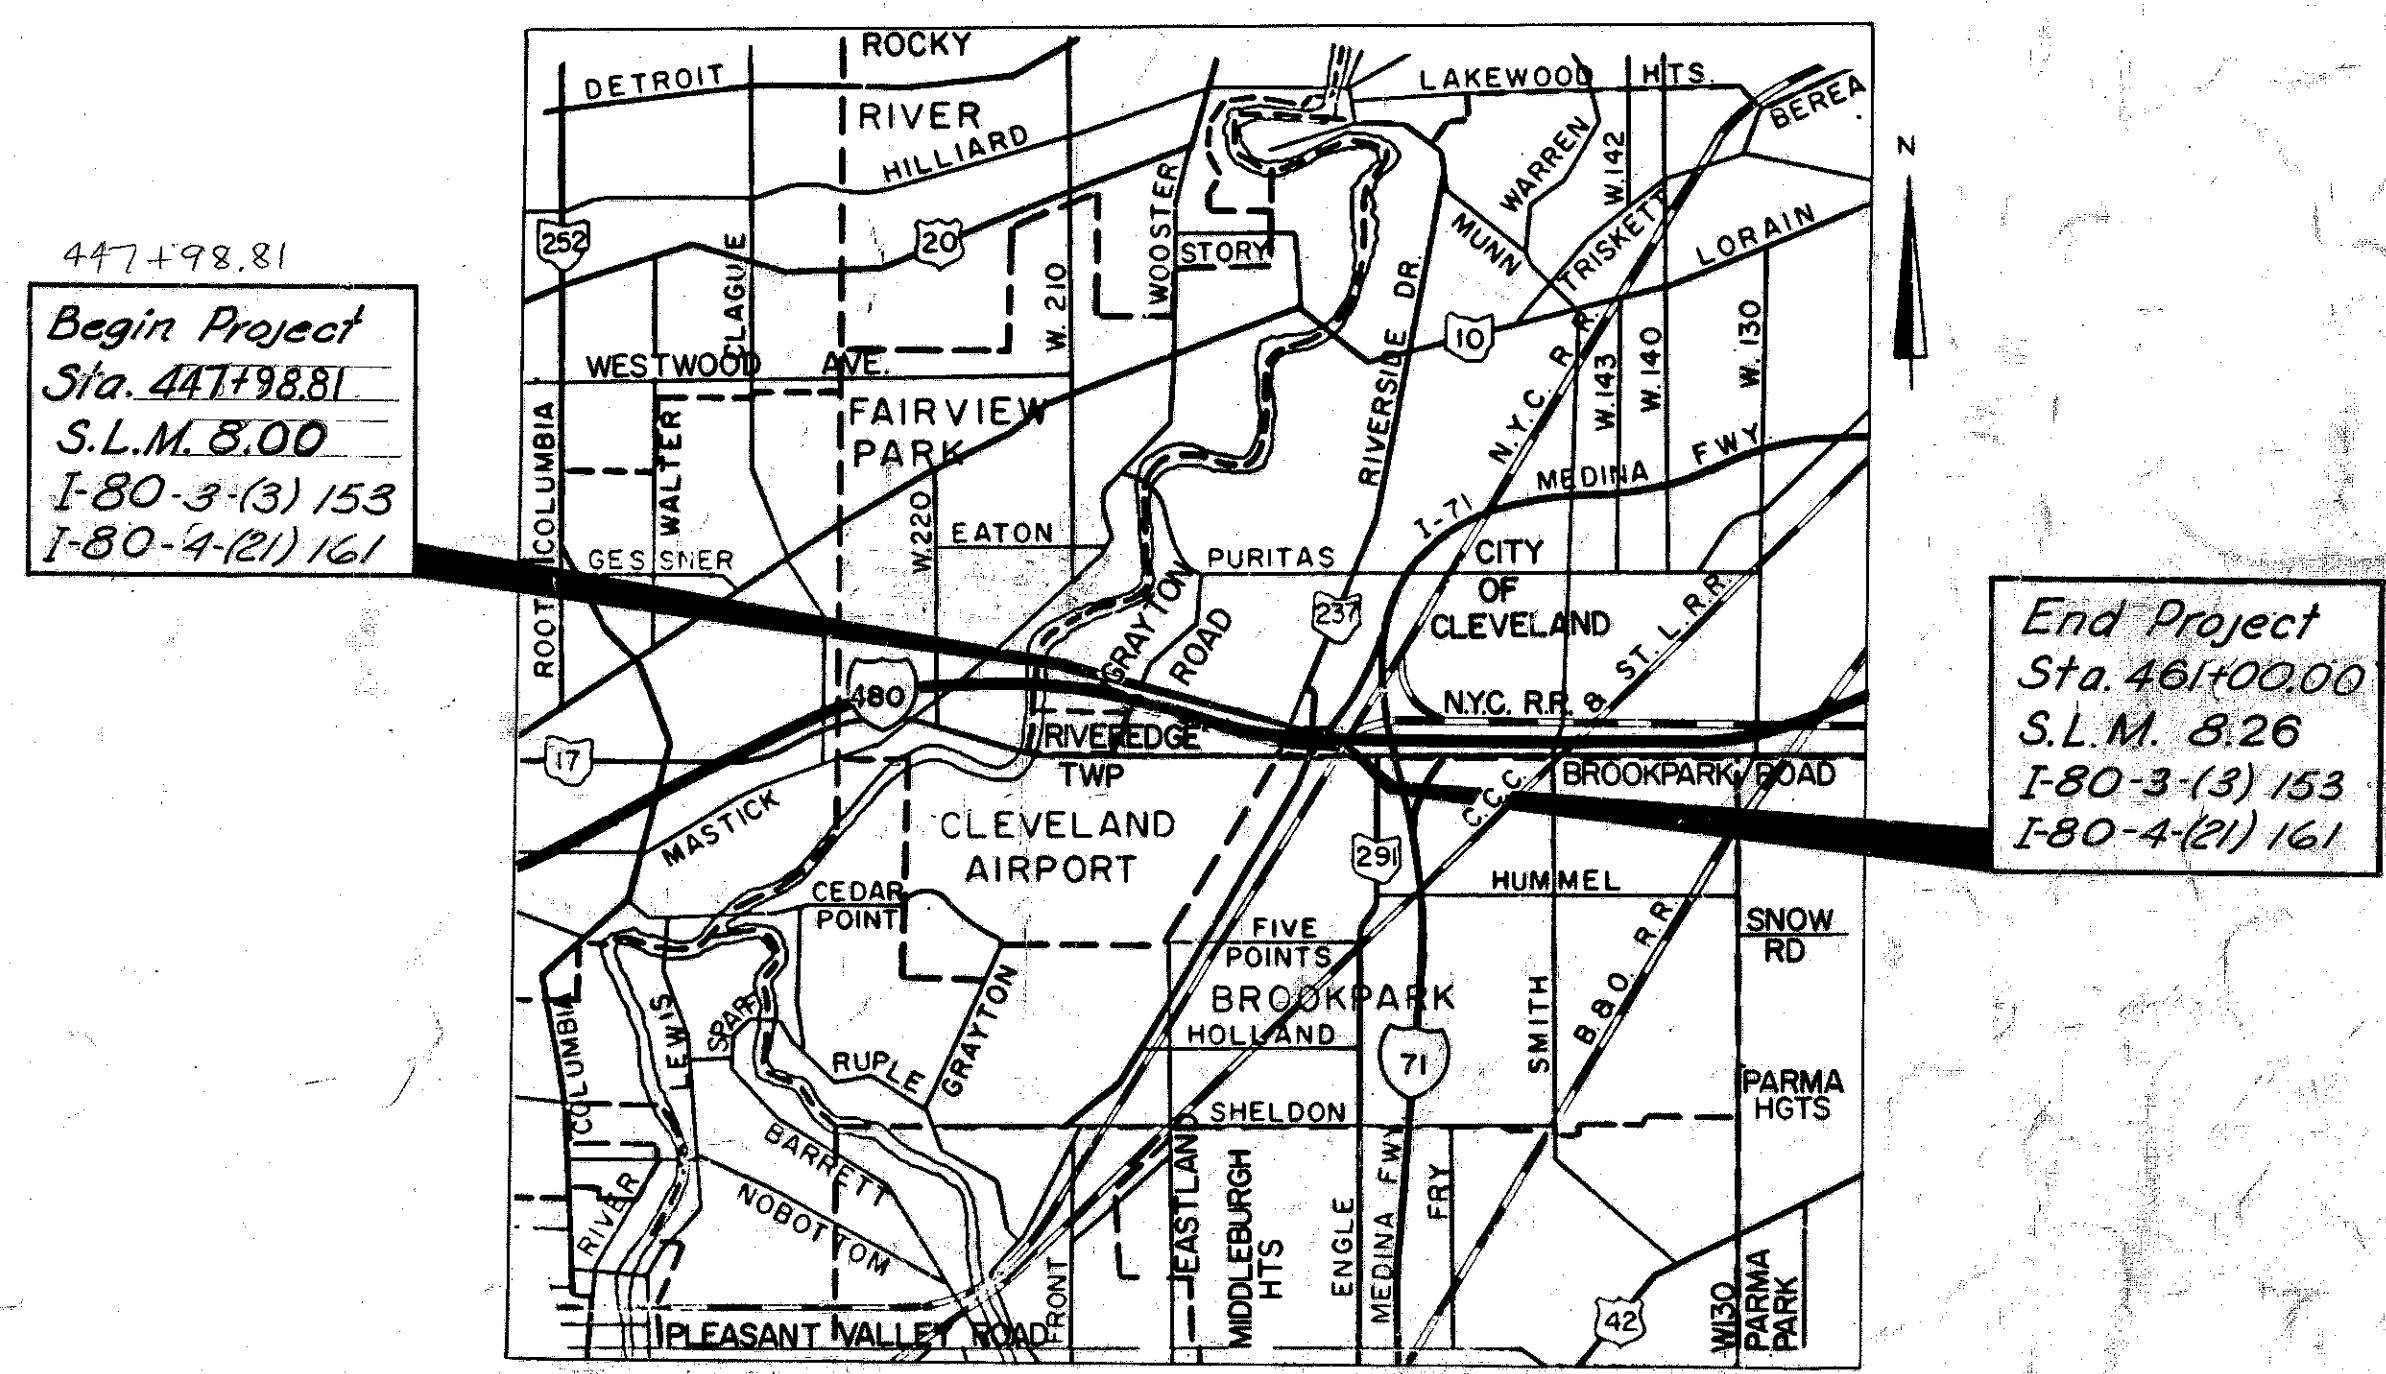 447+98.81
Begin Project
Sta. 447+98.81
S.L.M. 8.00
I-80-3-(3) 153
I-80-4-(21) 161
End Project
Sta. 461+00.00
S.L.M. 8.26
I-80-3-(3) 153
I-80-4-(21) 161
N
ROCKY
RIVER
DETROIT
HILLIARD
LAKEWOOD HTS.
BEREA
WARREN
W.142
252
20
CLAGUE
W. 210
WOOSTER
STORY
RIVERSIDE DR.
MUNN
TRISKETT
LORAIN
10
WESTWOOD AVE.
N.Y.C. R.R.
W.143
W.140
W. 130
FAIRVIEW
PARK
ROOT
COLUMBIA
WALTER
W.220
EATON
GESSNER
GRAYTON
ROAD
PURITAS
I-71
MEDINA FWY
CITY
OF
CLEVELAND
237
480
N.Y.C. R.R. & ST. L.R.R.
17
RIVEREDGE
TWP
BROOKPARK ROAD
MASTICK
CLEVELAND
AIRPORT
C.C.C.
291
CEDAR
POINT
HUMMEL
FIVE
POINTS
SNOW
RD
BROOKPARK
HOLLAND
B.&O. R.R.
SMITH
COLUMBIA
LEWIS
SPAR
RUPLE
GRAYTON
71
PARMA
HGTS
SHELDON
BARRETT
NOBOTTOM
RIVER
EASTLAND
MIDDLEBURGH
HTS
ENGLE
MEDINA FWY
FRY
FRONT
42
W130
PARMA
PARK
PLEASANT VALLEY ROAD